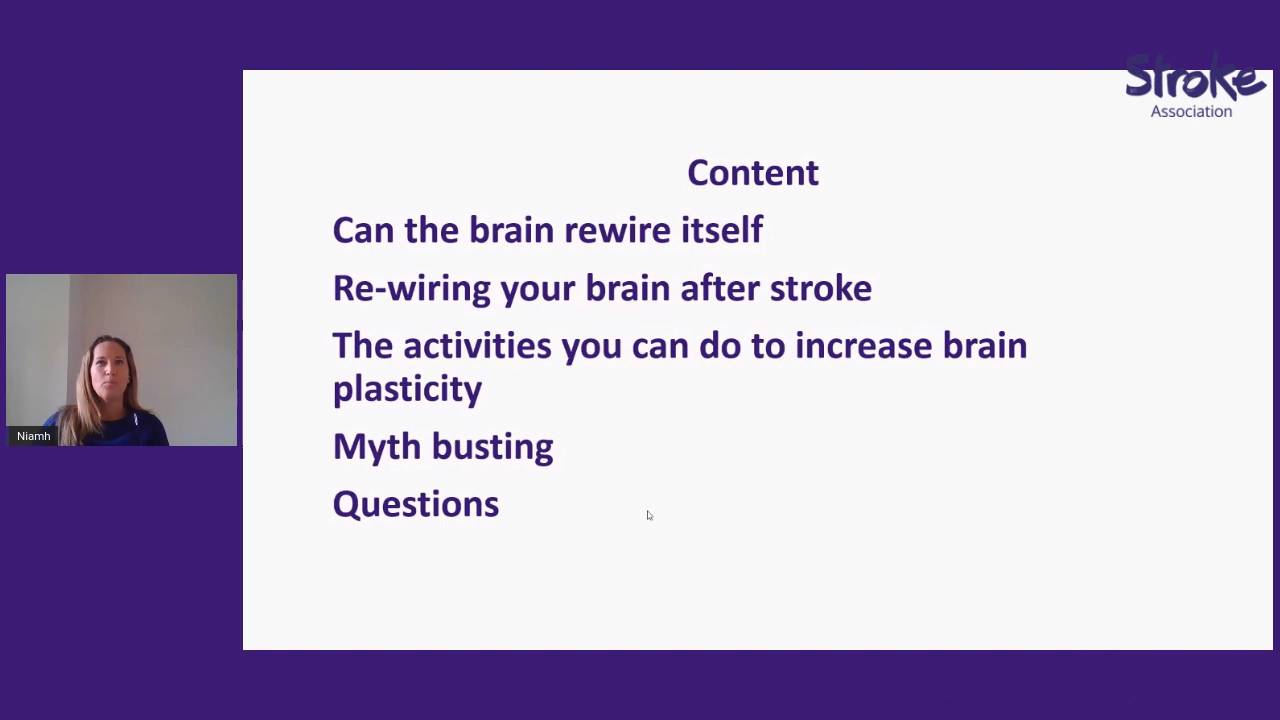 Stroke
Association
Content
Can the brain rewire itself
Re-wiring your brain after stroke
The activities you can do to increase brain
plasticity
Myth busting
Questions
Niamh